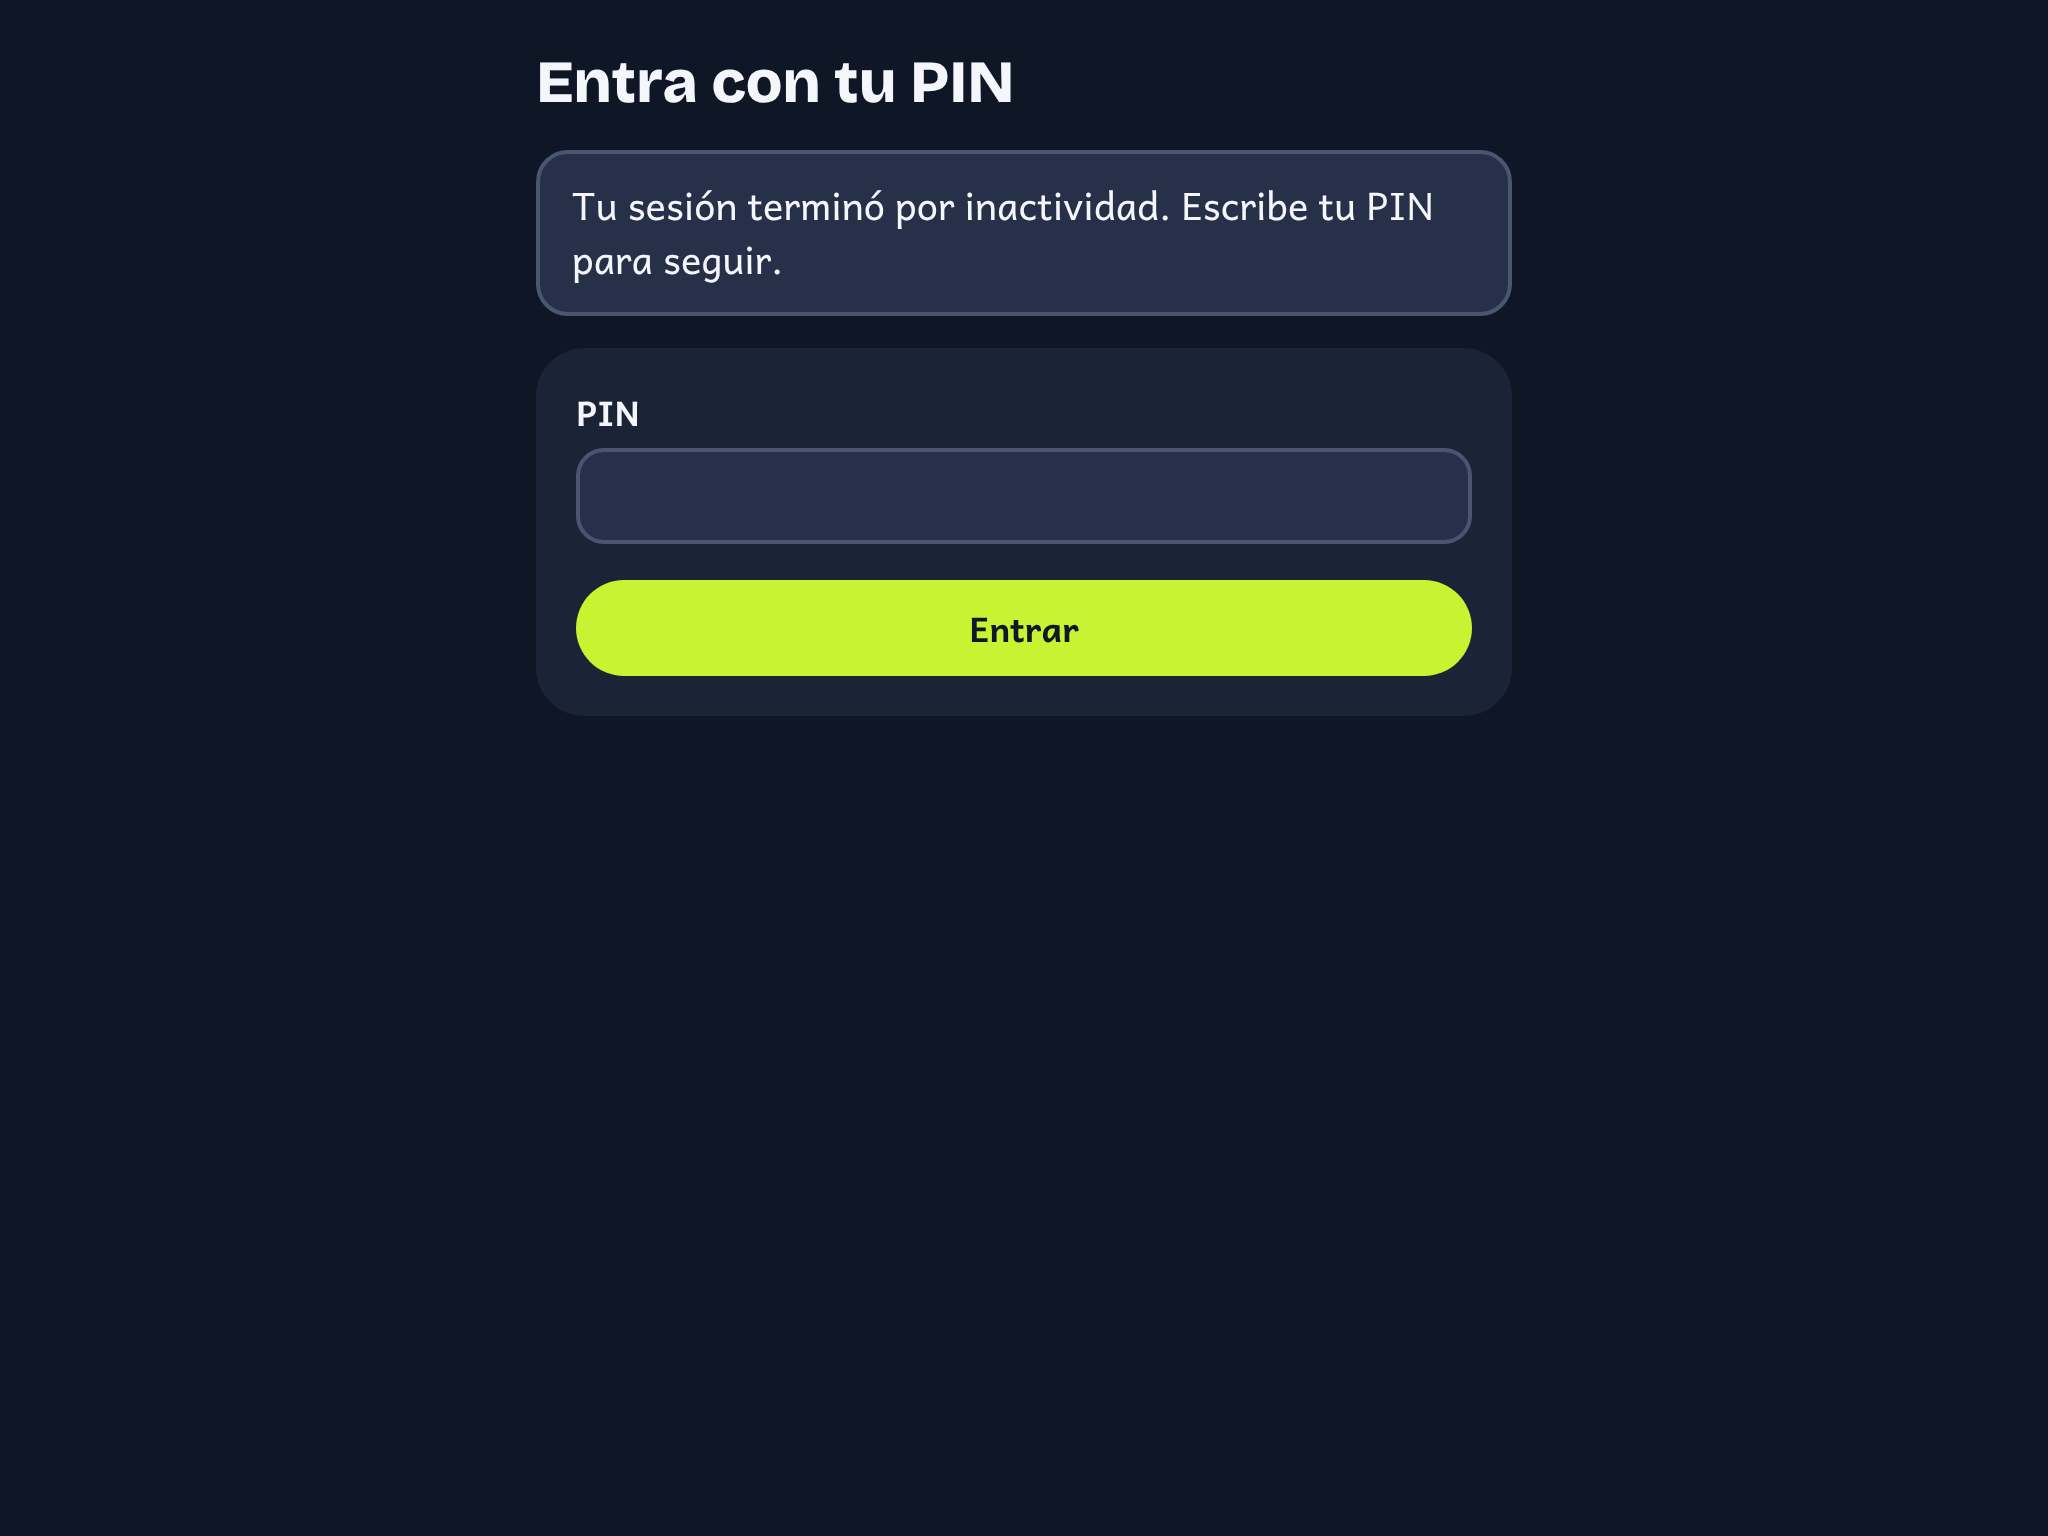 Entra con tu PIN
Tu sesión terminó por inactividad. Escribe tu PIN
para seguir.
PIN
Entrar